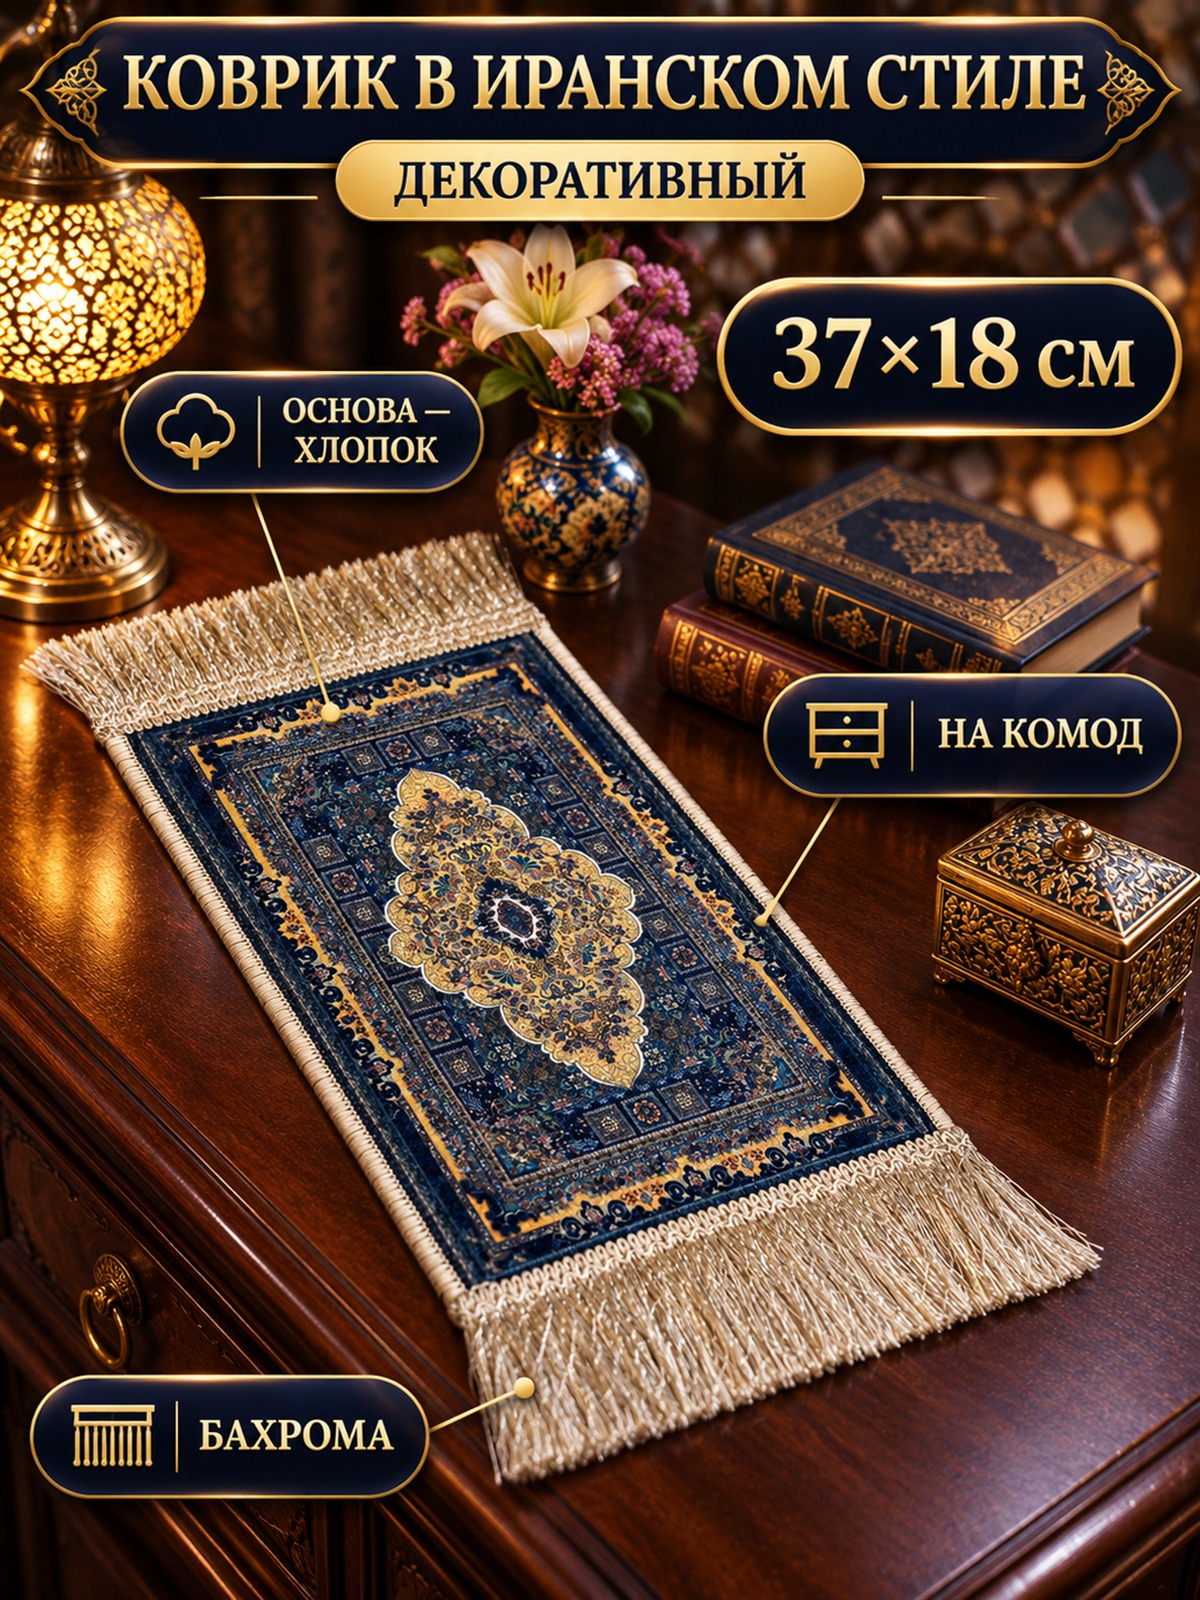 КОВРИК В ИРАНСКОМ СТИЛЕ
ДЕКОРАТИВНЫЙ
37×18 см
ОСНОВА –
ХЛОПОК
НА КОМОД
БАХРОМА